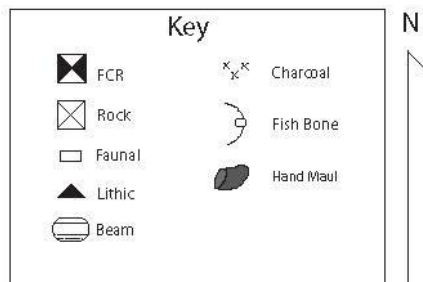 Key
N
FCR
Rock
Faunal
Lithic
Beam
Charcoal
Fish Bone
Hand Maul